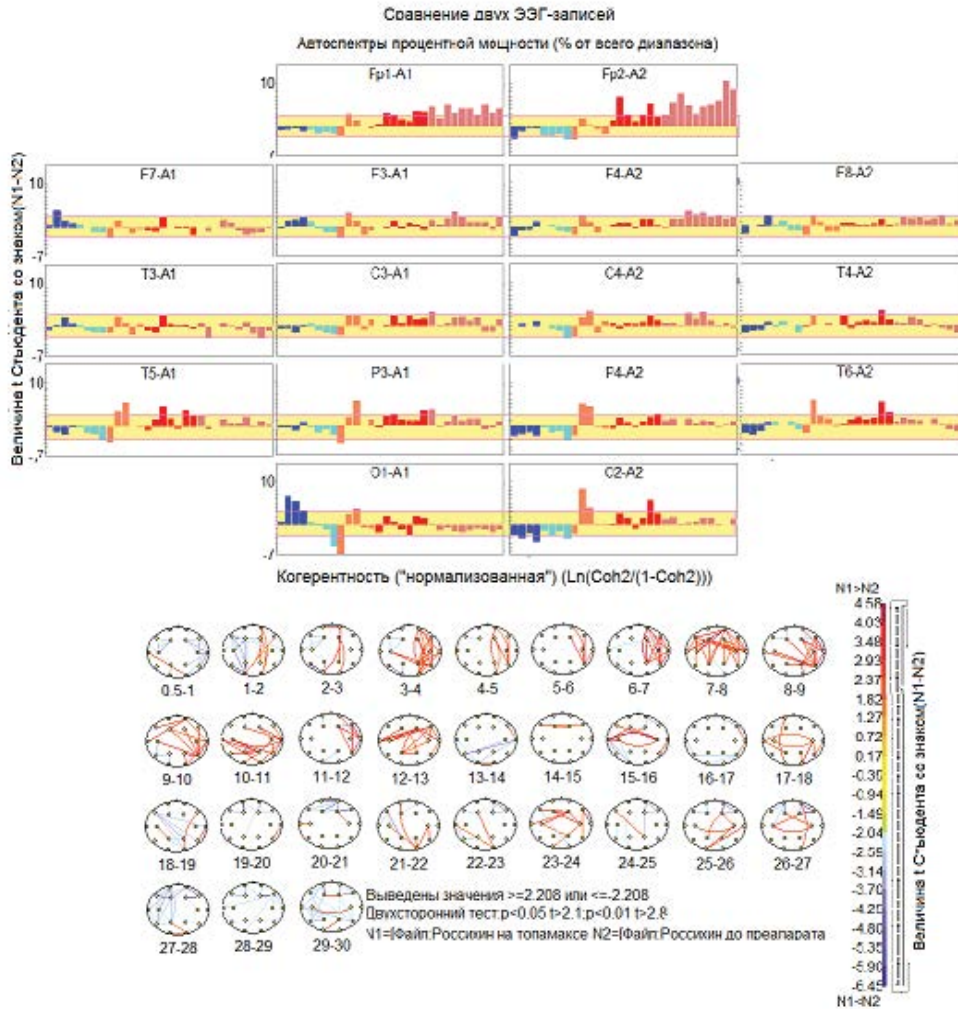 Сравнение двух ЭЭГ-записей
Автоспектры процентной мощности (% от всего диапазона)
Величина t Стьюдента со знаком(N1-N2)
Fp1-A1 Fp2-A2
10
F7-A1 F3-A1 F4-A2 F8-A2
10
-7
T3-A1 C3-A1 C4-A2 T4-A2
10
-7
T5-A1 P3-A1 P4-A2 T6-A2
10
O1-A1 O2-A2
10
Когерентность ("нормализованная") (Ln(Coh2/(1-Coh2)))
0.5-1 1-2 2-3 3-4 4-5 5-6 6-7 7-8 8-9
9-10 10-11 11-12 12-13 13-14 14-15 15-16 16-17 17-18
18-19 19-20 20-21 21-22 22-23 23-24 24-25 25-26 26-27
27-28 28-29 29-30
Выведены значения >=2.208 или <=-2.208
Двухсторонний тест:p<0.05 t>2.1;p<0.01 t>2.8
N1=[Файл:Россихин на топамаксе N2=[Файл:Россихин до преапарата
N1>N2
4.58
4.03
3.48
2.93
2.37
1.82
1.27
0.72
0.17
-0.39
-0.94
-1.49
-2.04
-2.59
-3.14
-3.70
-4.25
-4.80
-5.35
-5.90
-6.45
N1<N2
Величина t Стьюдента со знаком(N1-N2)